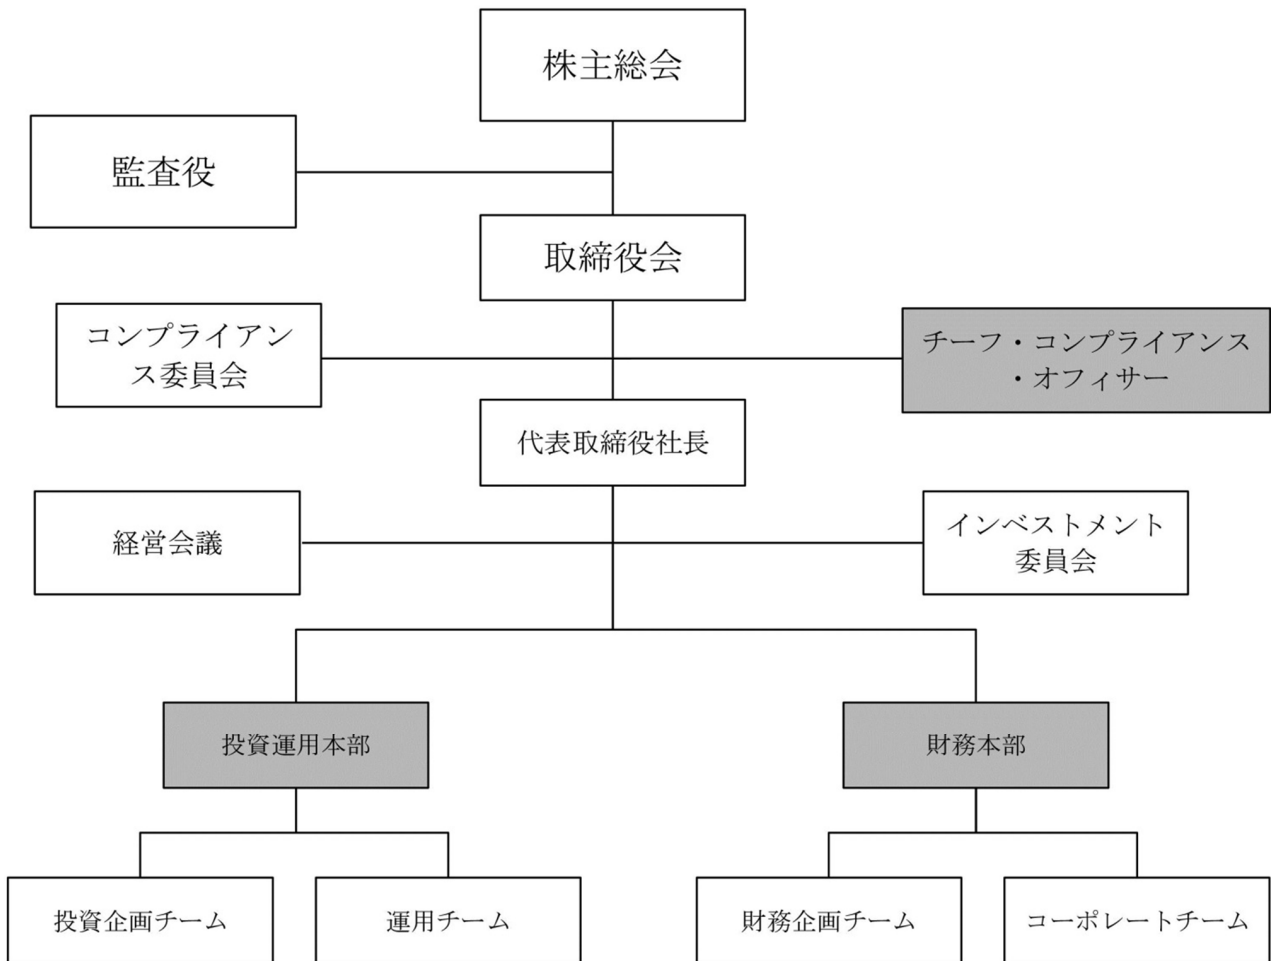 株主総会
監査役
取締役会
コンプライアン
ス委員会
チーフ・コンプライアンス
・オフィサー
代表取締役社長
経営会議
インベストメント
委員会
投資運用本部
財務本部
投資企画チーム
運用チーム
財務企画チーム
コーポレートチーム